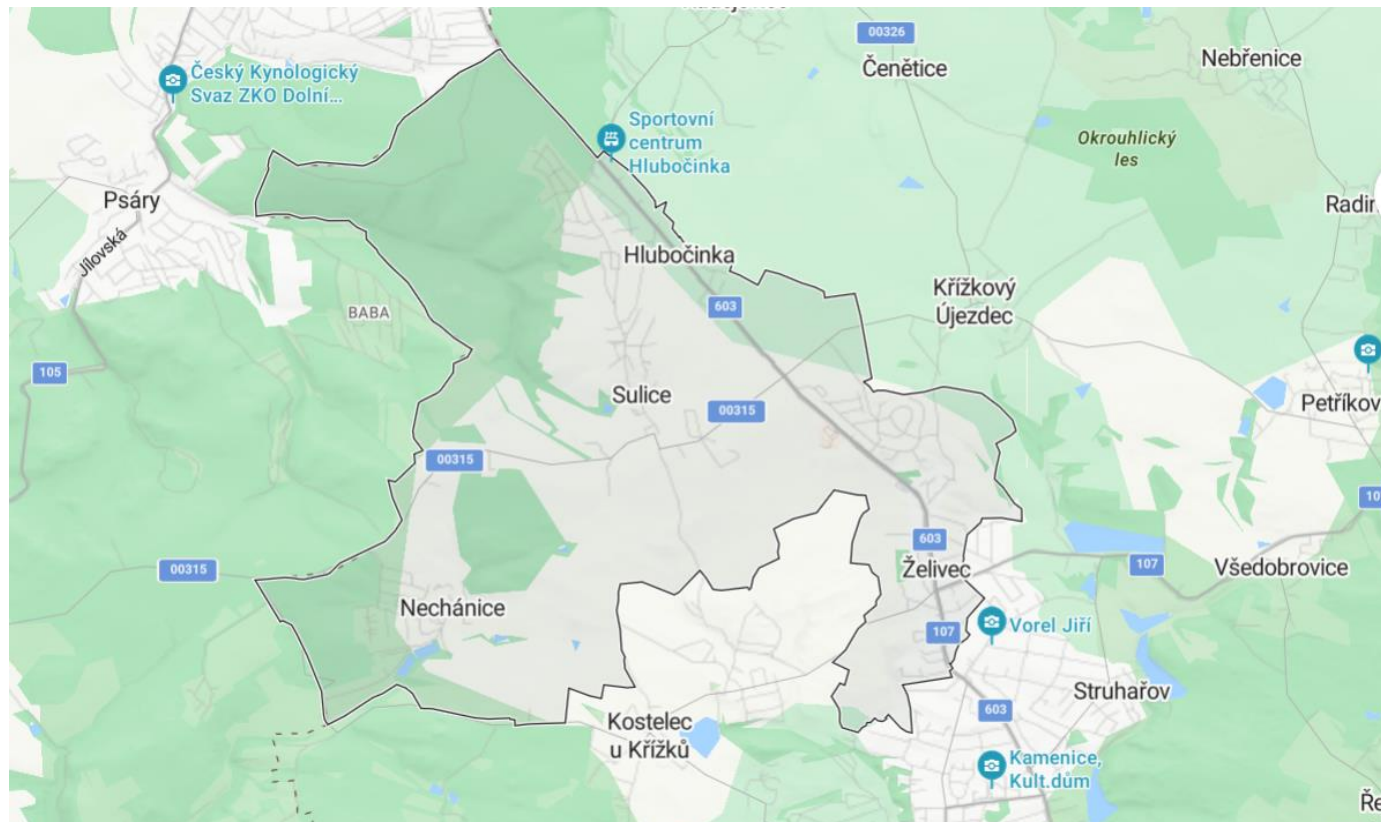 00326
Čenětice
Nebřenice
Český Kynologický
Svaz ZKO Dolní...
Sportovní
centrum
Hlubočinka
Okrouhlický
les
Psáry
Jílovská
Hlubočinka
Křížkový
Újezdec
603
BABA
105
Sulice
00315
Petříkov
00315
603
00315
Želivec
107
Všedobrovice
Nechánice
107
Vorel Jiří
Struhařov
603
Kostelec
u Křížků
Kamenice,
Kult.dům